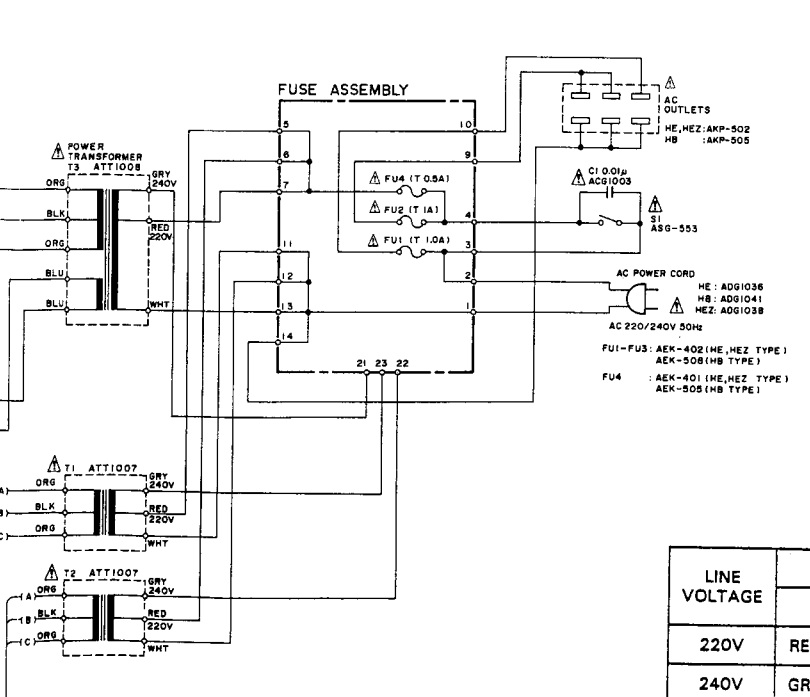 FUSE ASSEMBLY
AC
OUTLETS
HE,HEZ:AKP-502
HB :AKP-505
POWER
TRANSFORMER
T3 ATT1008
GRY
240V
ORG
BLK
RED
220V
ORG
BLU
BLU
WHT
5
6
7
11
12
13
14
10
9
4
3
2
1
21 23 22
FU4 (T 0.5A)
FU2 (T 1A)
FU1 (T 1.0A)
C1 0.01μ
ACG1003
S1
ASG-553
AC POWER CORD
HE : ADG1036
HB : ADG1041
HEZ: ADG1038
AC 220/240V 50Hz
FU1-FU3: AEK-402(HE,HEZ TYPE)
AEK-508(HB TYPE)
FU4 : AEK-401 (HE,HEZ TYPE)
AEK-505(HB TYPE)
T1 ATT1007
GRY
240V
ORG
A)
BLK
B)
RED
220V
ORG
C)
WHT
T2 ATT1007
GRY
240V
(A) ORG
(B) BLK
RED
220V
(C) ORG
WHT
LINE
VOLTAGE
220V RE
240V GR